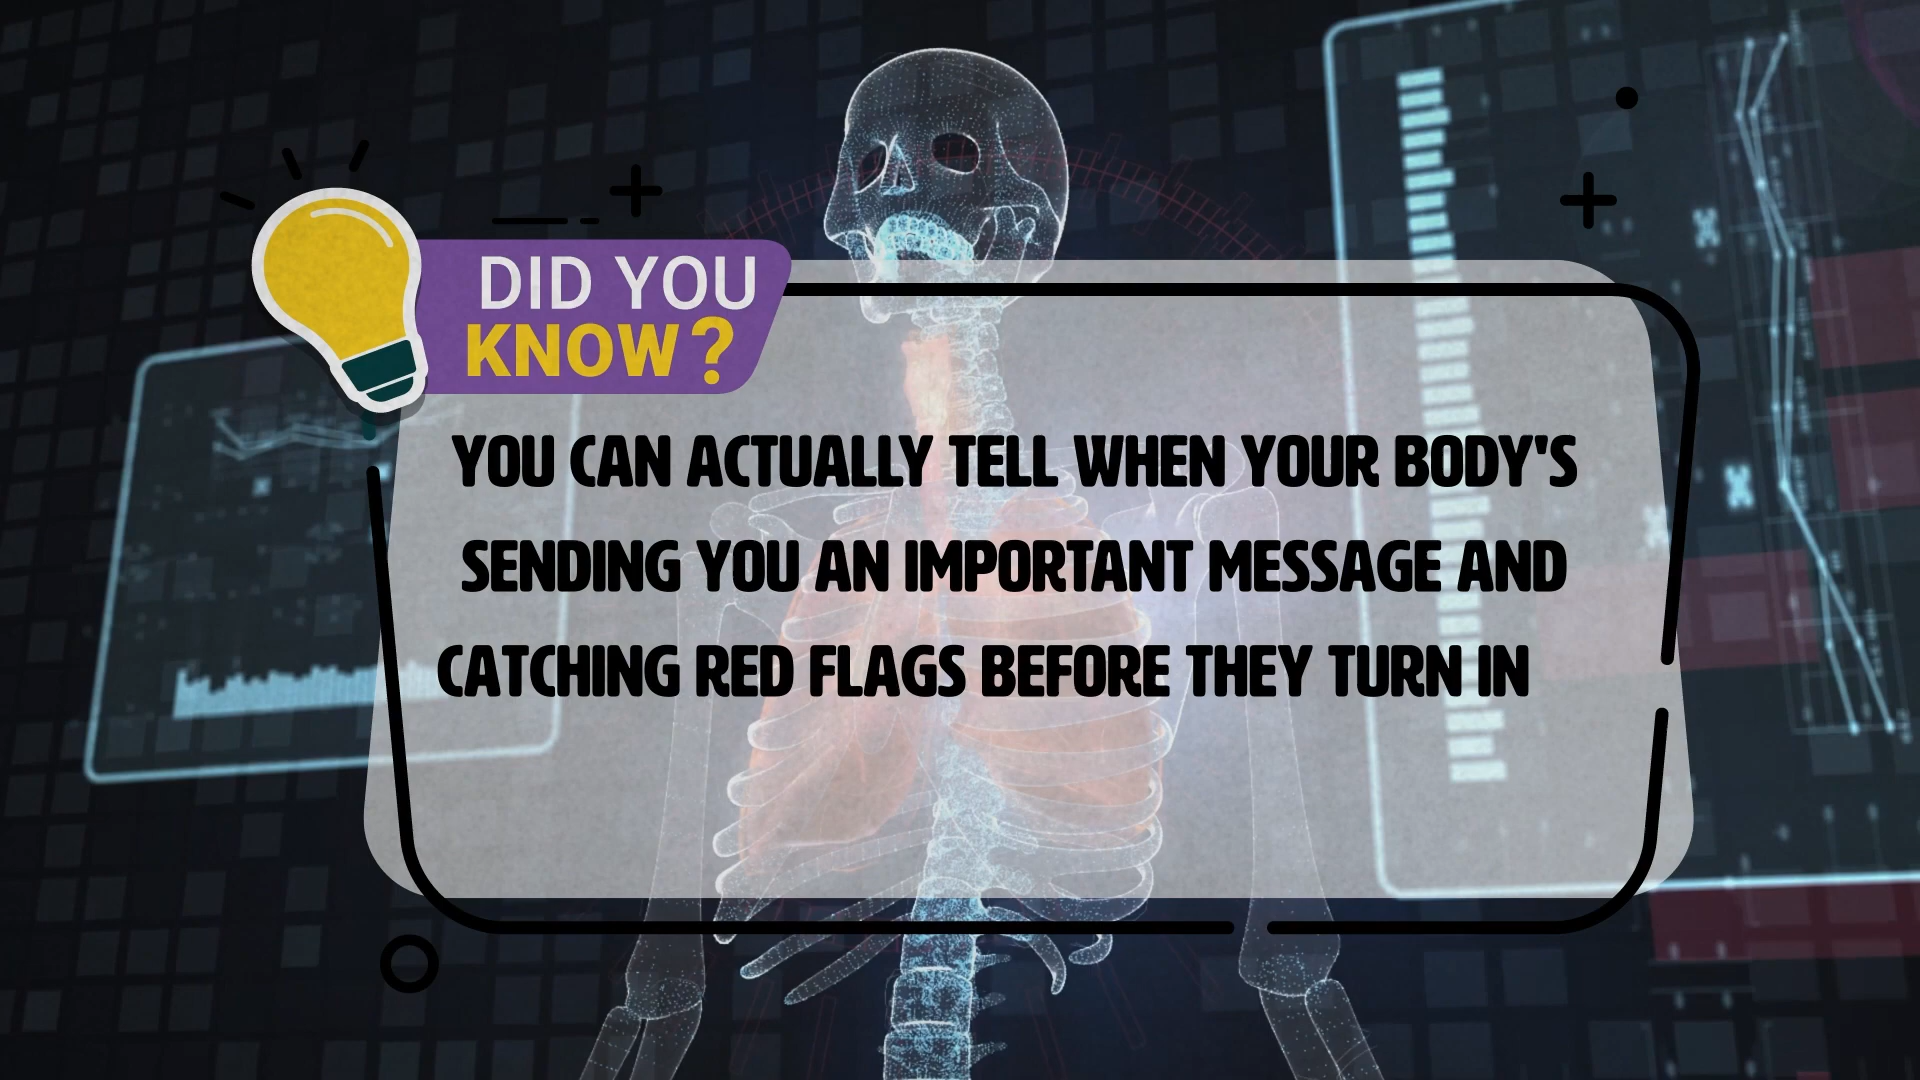 DID YOU
KNOW?
YOU CAN ACTUALLY TELL WHEN YOUR BODY'S
SENDING YOU AN IMPORTANT MESSAGE AND
CATCHING RED FLAGS BEFORE THEY TURN IN